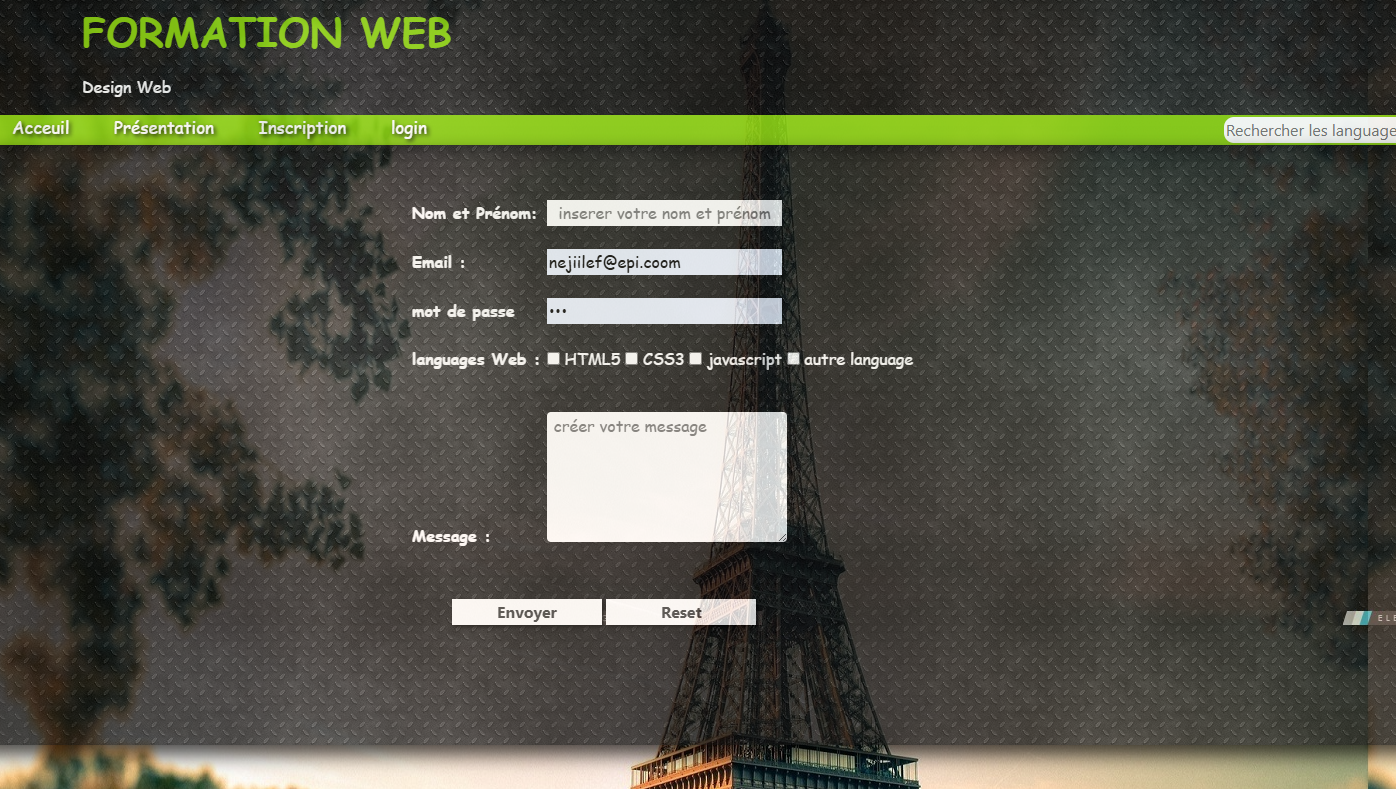 FORMATION WEB
Design Web
Acceuil Présentation Inscription login Rechercher les language
Nom et Prénom: inserer votre nom et prénom
Email : nejiilef@epi.coom
mot de passe •••
languages Web : HTML5 CSS3 javascript autre language
créer votre message
Message :
Envoyer Reset
ELE